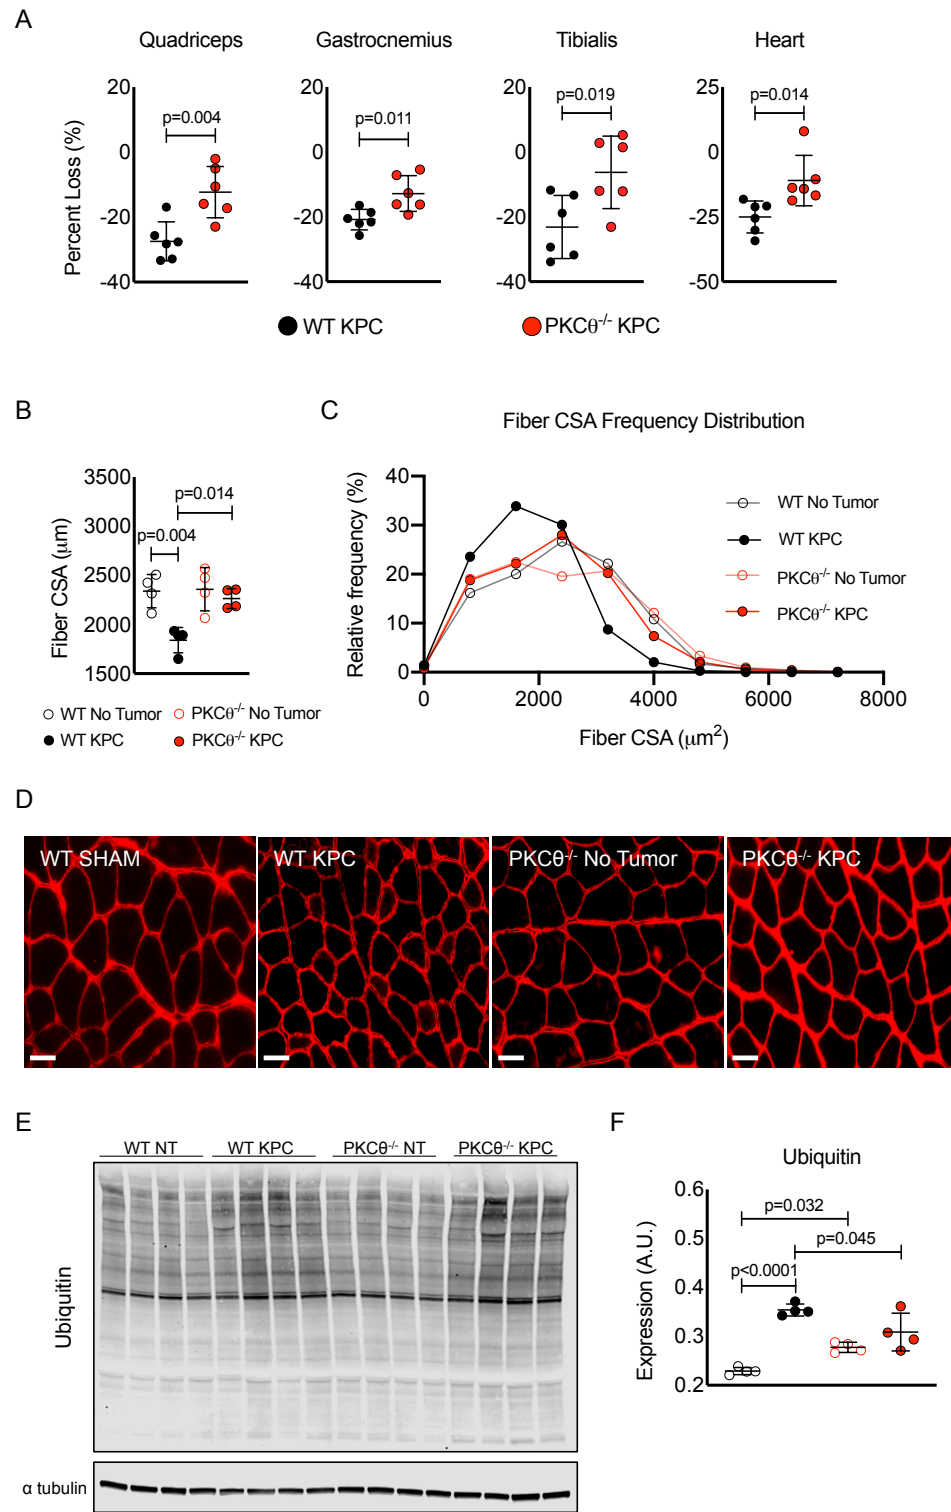 A
Quadriceps
Gastrocnemius
Tibialis
Heart
Percent Loss (%)
20
0
-20
-40
p=0.004
20
0
-20
-40
p=0.011
20
0
-20
-40
p=0.019
25
0
-25
-50
p=0.014
WT KPC
PKCθ-/- KPC
B
Fiber CSA (μm)
3500
3000
2500
2000
1500
p=0.014
p=0.004
WT No Tumor
PKCθ-/- No Tumor
WT KPC
PKCθ-/- KPC
C
Fiber CSA Frequency Distribution
Relative frequency (%)
40
30
20
10
0
0
2000
4000
6000
8000
Fiber CSA (μm2)
WT No Tumor
WT KPC
PKCθ-/- No Tumor
PKCθ-/- KPC
D
WT SHAM
WT KPC
PKCθ-/- No Tumor
PKCθ-/- KPC
E
WT NT
WT KPC
PKCθ-/- NT
PKCθ-/- KPC
Ubiquitin
α tubulin
F
Ubiquitin
Expression (A.U.)
0.6
0.5
0.4
0.3
0.2
p=0.032
p=0.045
p<0.0001